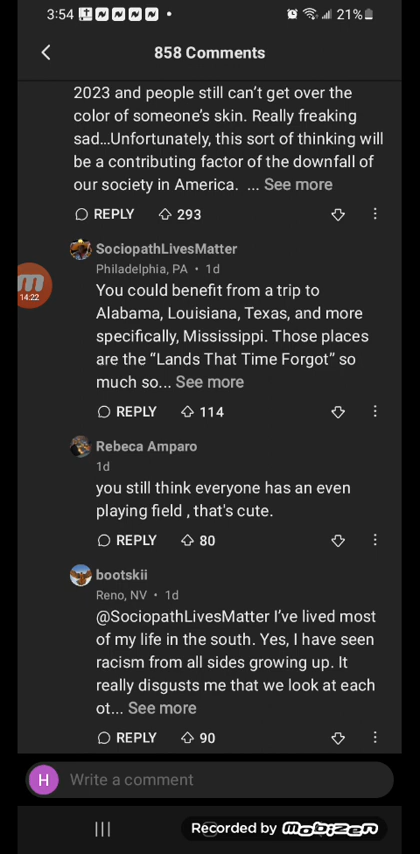 3:54
21%
858 Comments
2023 and people still can't get over the
color of someone's skin. Really freaking
sad…Unfortunately, this sort of thinking will
be a contributing factor of the downfall of
our society in America. ... See more
REPLY 293
SociopathLivesMatter
Philadelphia, PA • 1d
14:22
You could benefit from a trip to
Alabama, Louisiana, Texas, and more
specifically, Mississippi. Those places
are the “Lands That Time Forgot” so
much so... See more
REPLY 114
Rebeca Amparo
1d
you still think everyone has an even
playing field , that's cute.
REPLY 80
bootskii
Reno, NV • 1d
@SociopathLivesMatter I've lived most
of my life in the south. Yes, I have seen
racism from all sides growing up. It
really disgusts me that we look at each
ot... See more
REPLY 90
H Write a comment
Recorded by MOBIZEN